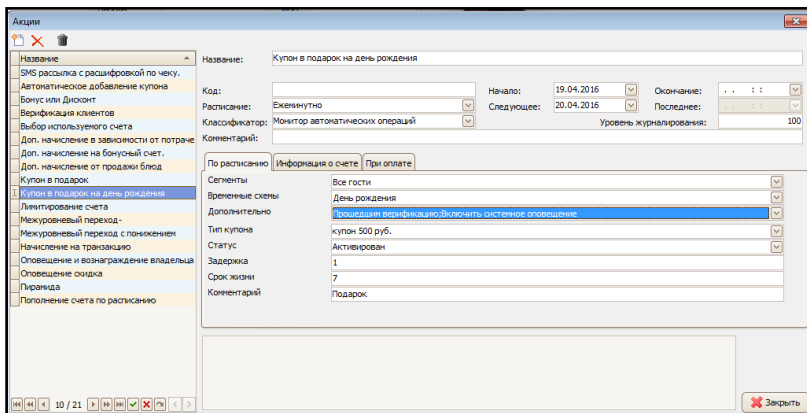 Акции
Название
SMS рассылка с расшифровкой по чеку.
Автоматическое добавление купона
Бонус или Дисконт
Верификация клиентов
Выбор используемого счета
Доп. начисление в зависимости от потраче
Доп. начисление на бонусный счет.
Доп. начисление от продажи блюд
Купон в подарок
Купон в подарок на день рождения
Лимитирование счета
Межуровневый переход-
Межуровневый переход с понижением
Начисление на транзакцию
Оповещение и вознаграждение владельца
Оповещение скидка
Пирамида
Пополнение счета по расписанию
10 / 21
Название: Купон в подарок на день рождения
Код: Начало: 19.04.2016 Окончание: . . : :
Расписание: Ежеминутно Следующее: 20.04.2016 Последнее: . . : :
Классификатор: Монитор автоматических операций Уровень журналирования: 100
Комментарий:
По расписанию Информация о счете При оплате
Сегменты Все гости
Временные схемы День рождения
Дополнительно Прошедшим верификацию;Включить системное оповещение
Тип купона купон 500 руб.
Статус Активирован
Задержка 1
Срок жизни 7
Комментарий Подарок
Закрыть